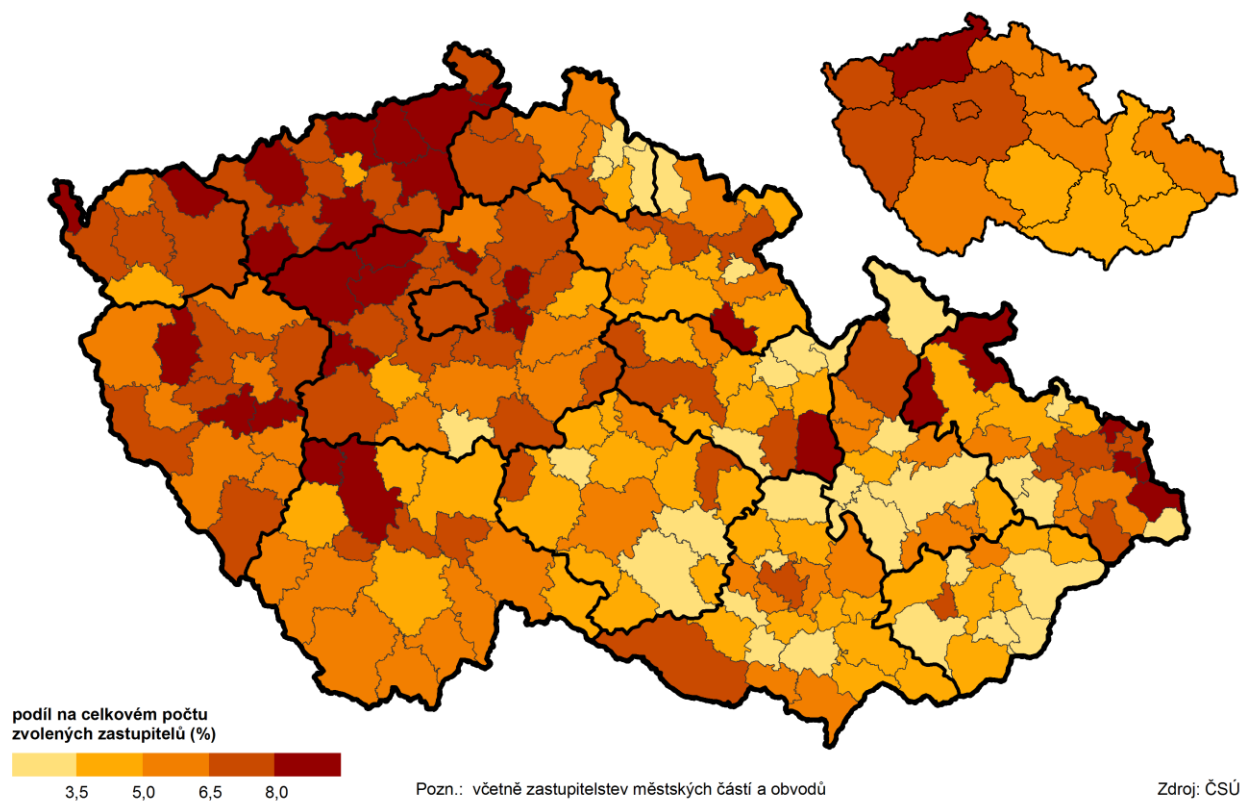 podíl na celkovém počtu
zvolených zastupitelů (%)
3,5 5,0 6,5 8,0
Pozn.: včetně zastupitelstev městských částí a obvodů
Zdroj: ČSÚ